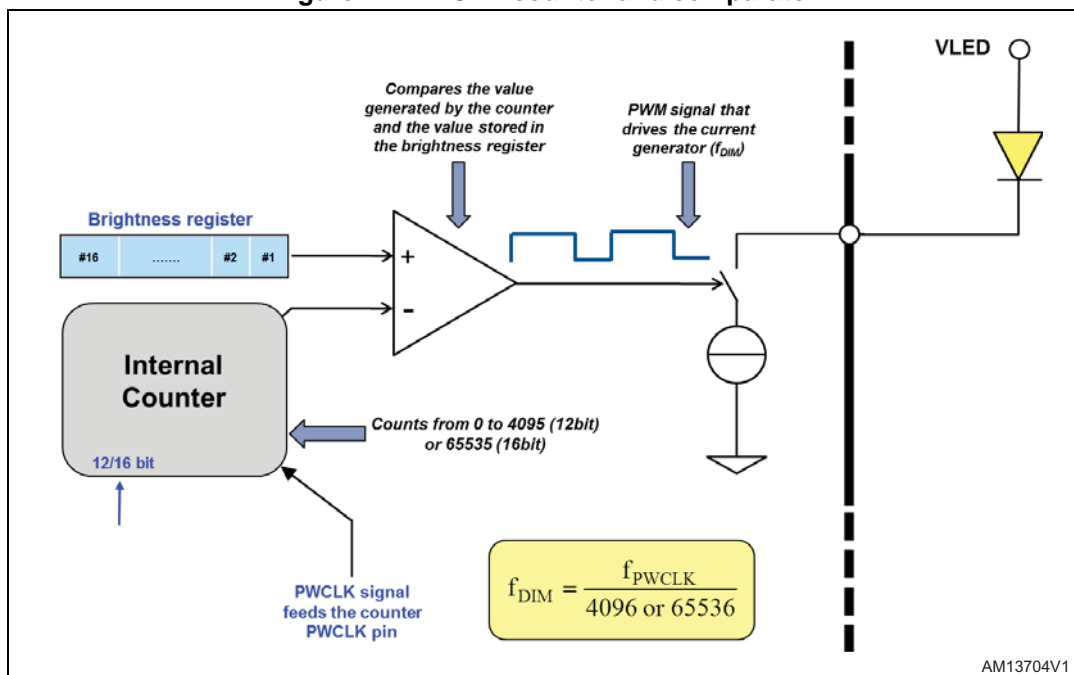 VLED
Compares the value
generated by the counter
and the value stored in
the brightness register
PWM signal that
drives the current
generator (fDIM)
Brightness register
#16
.......
#2
#1
+
-
Internal
Counter
12/16 bit
Counts from 0 to 4095 (12bit)
or 65535 (16bit)
PWCLK signal
feeds the counter
PWCLK pin
fDIM = fPWCLK
4096 or 65536
AM13704V1